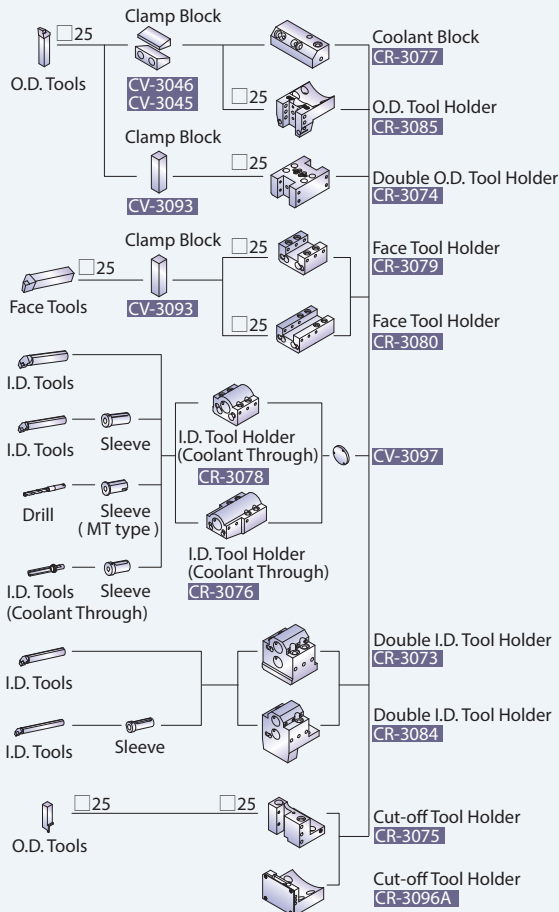 Clamp Block
□25
O.D. Tools
CV-3046
CV-3045
Coolant Block
CR-3077
□25
O.D. Tool Holder
CR-3085
Clamp Block
CV-3093
□25
Double O.D. Tool Holder
CR-3074
Clamp Block
□25
Face Tools
CV-3093
□25
Face Tool Holder
CR-3079
□25
Face Tool Holder
CR-3080
I.D. Tools
I.D. Tools
Sleeve
Drill
Sleeve
( MT type )
I.D. Tools
(Coolant Through)
Sleeve
I.D. Tool Holder
(Coolant Through)
CR-3078
I.D. Tool Holder
(Coolant Through)
CR-3076
CV-3097
I.D. Tools
I.D. Tools
Sleeve
Double I.D. Tool Holder
CR-3073
Double I.D. Tool Holder
CR-3084
□25
O.D. Tools
□25
Cut-off Tool Holder
CR-3075
Cut-off Tool Holder
CR-3096A